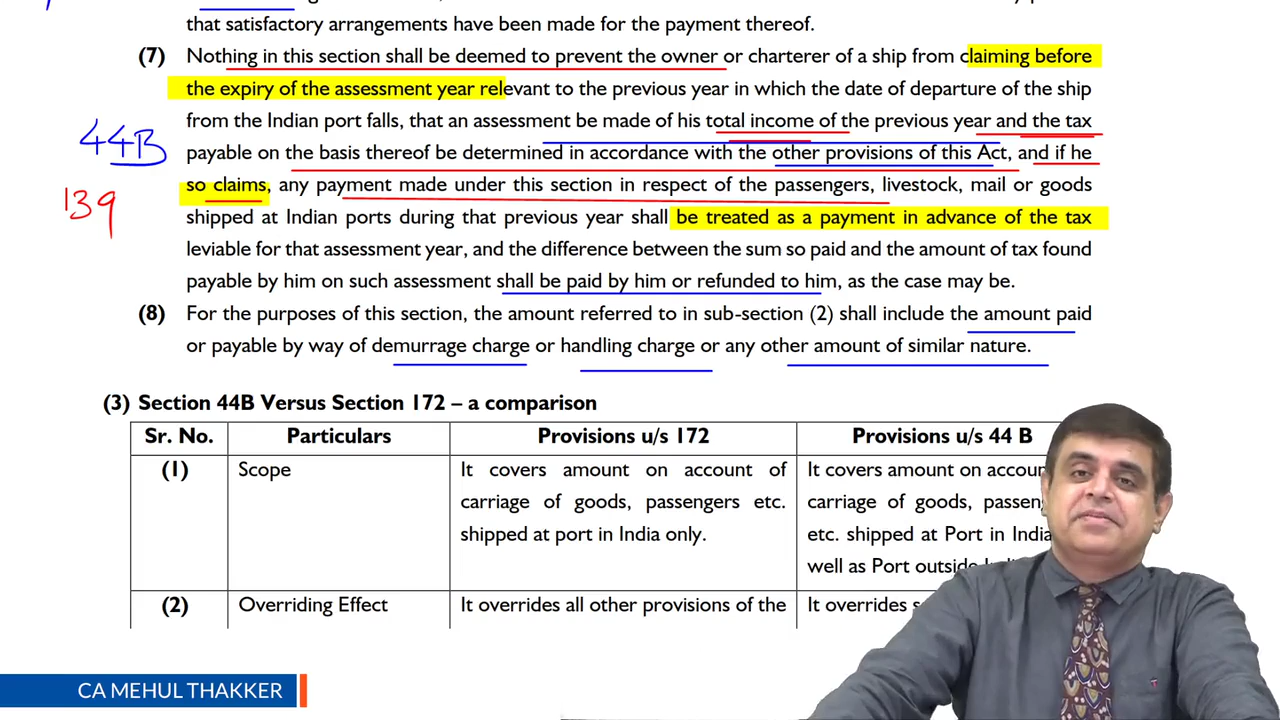 that satisfactory arrangements have been made for the payment thereof.
(7) Nothing in this section shall be deemed to prevent the owner or charterer of a ship from claiming before
the expiry of the assessment year relevant to the previous year in which the date of departure of the ship
from the Indian port falls, that an assessment be made of his total income of the previous year and the tax
44B
payable on the basis thereof be determined in accordance with the other provisions of this Act, and if he
so claims, any payment made under this section in respect of the passengers, livestock, mail or goods
139
shipped at Indian ports during that previous year shall be treated as a payment in advance of the tax
leviable for that assessment year, and the difference between the sum so paid and the amount of tax found
payable by him on such assessment shall be paid by him or refunded to him, as the case may be.
(8) For the purposes of this section, the amount referred to in sub-section (2) shall include the amount paid
or payable by way of demurrage charge or handling charge or any other amount of similar nature.
(3) Section 44B Versus Section 172 – a comparison
Sr. No. Particulars Provisions u/s 172 Provisions u/s 44 B
(1) Scope It covers amount on account of It covers amount on
carriage of goods, passengers etc. carriage of goods,
shipped at port in India only. etc. shipped at Port in
well as Port outside
(2) Overriding Effect It overrides all other provisions of the It overrides
CA MEHUL THAKKER